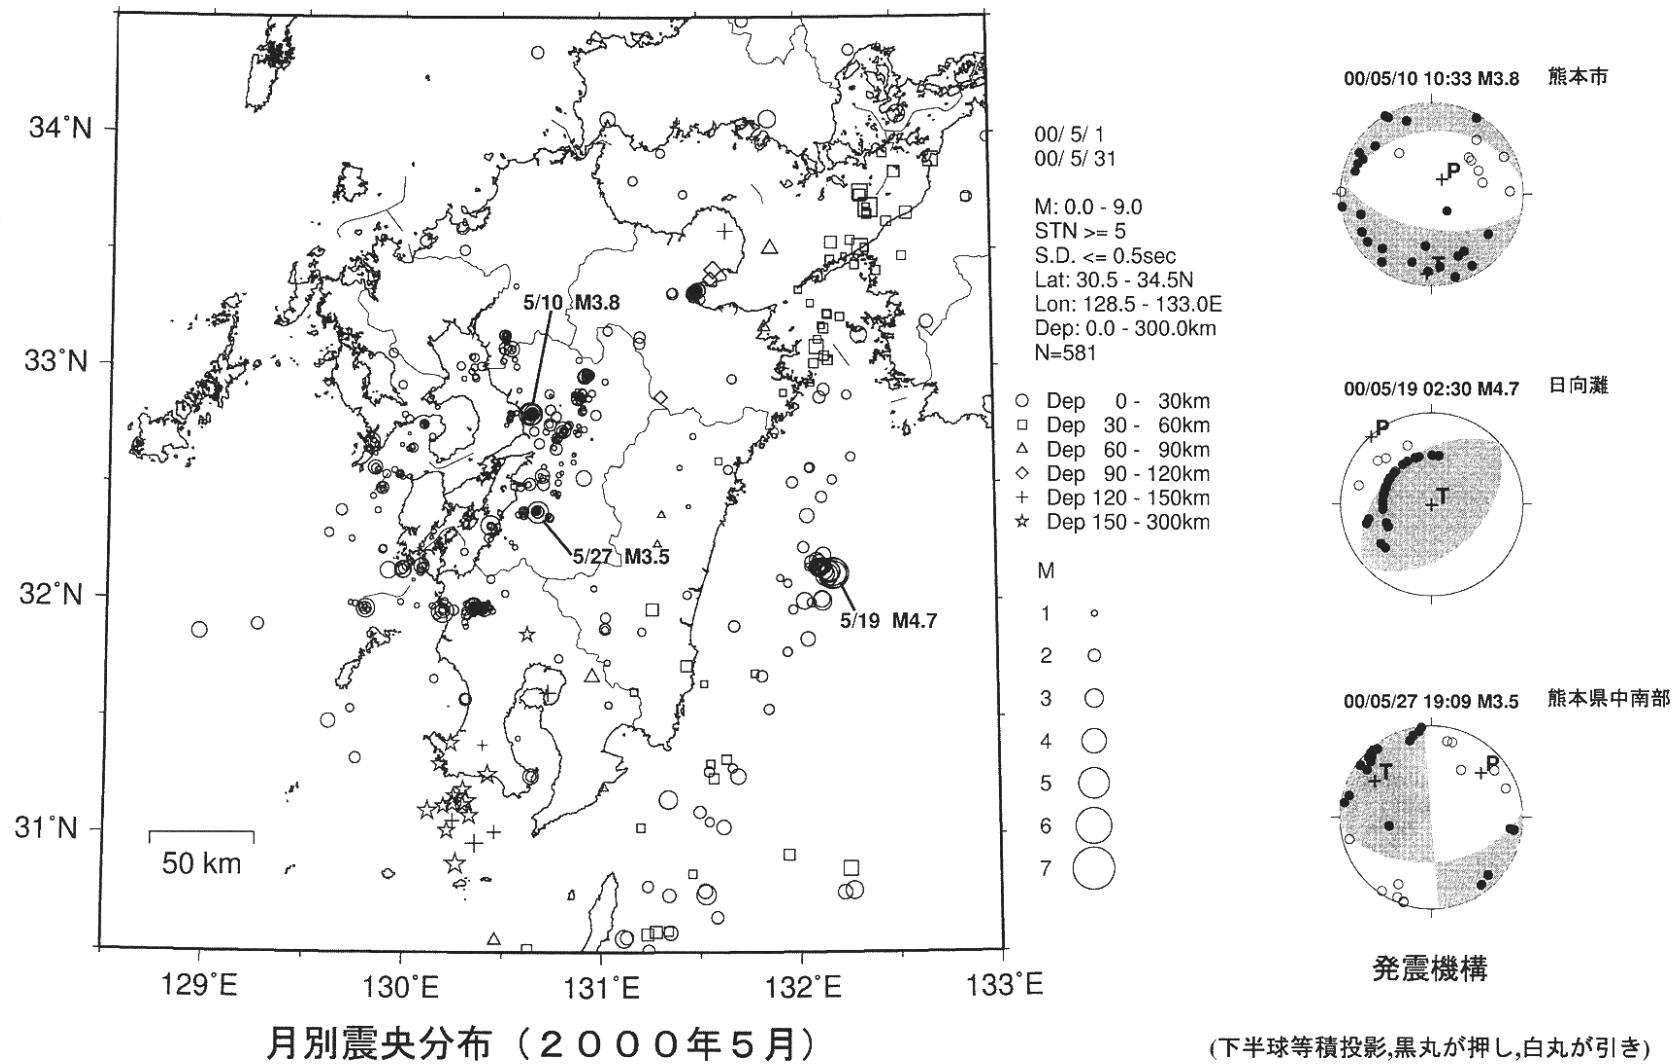 34°N
33°N
32°N
31°N
50 km
129°E
130°E
131°E
132°E
133°E
5/10 M3.8
5/27 M3.5
5/19 M4.7
月別震央分布（２０００年５月）
00/ 5/ 1
00/ 5/ 31
M: 0.0 - 9.0
STN >= 5
S.D. <= 0.5sec
Lat: 30.5 - 34.5N
Lon: 128.5 - 133.0E
Dep: 0.0 - 300.0km
N=581
Dep 0 - 30km
Dep 30 - 60km
Dep 60 - 90km
Dep 90 - 120km
Dep 120 - 150km
Dep 150 - 300km
M
1
2
3
4
5
6
7
00/05/10 10:33 M3.8 熊本市
P
T
00/05/19 02:30 M4.7 日向灘
P
T
00/05/27 19:09 M3.5 熊本県中南部
T
P
発震機構
(下半球等積投影,黒丸が押し,白丸が引き)